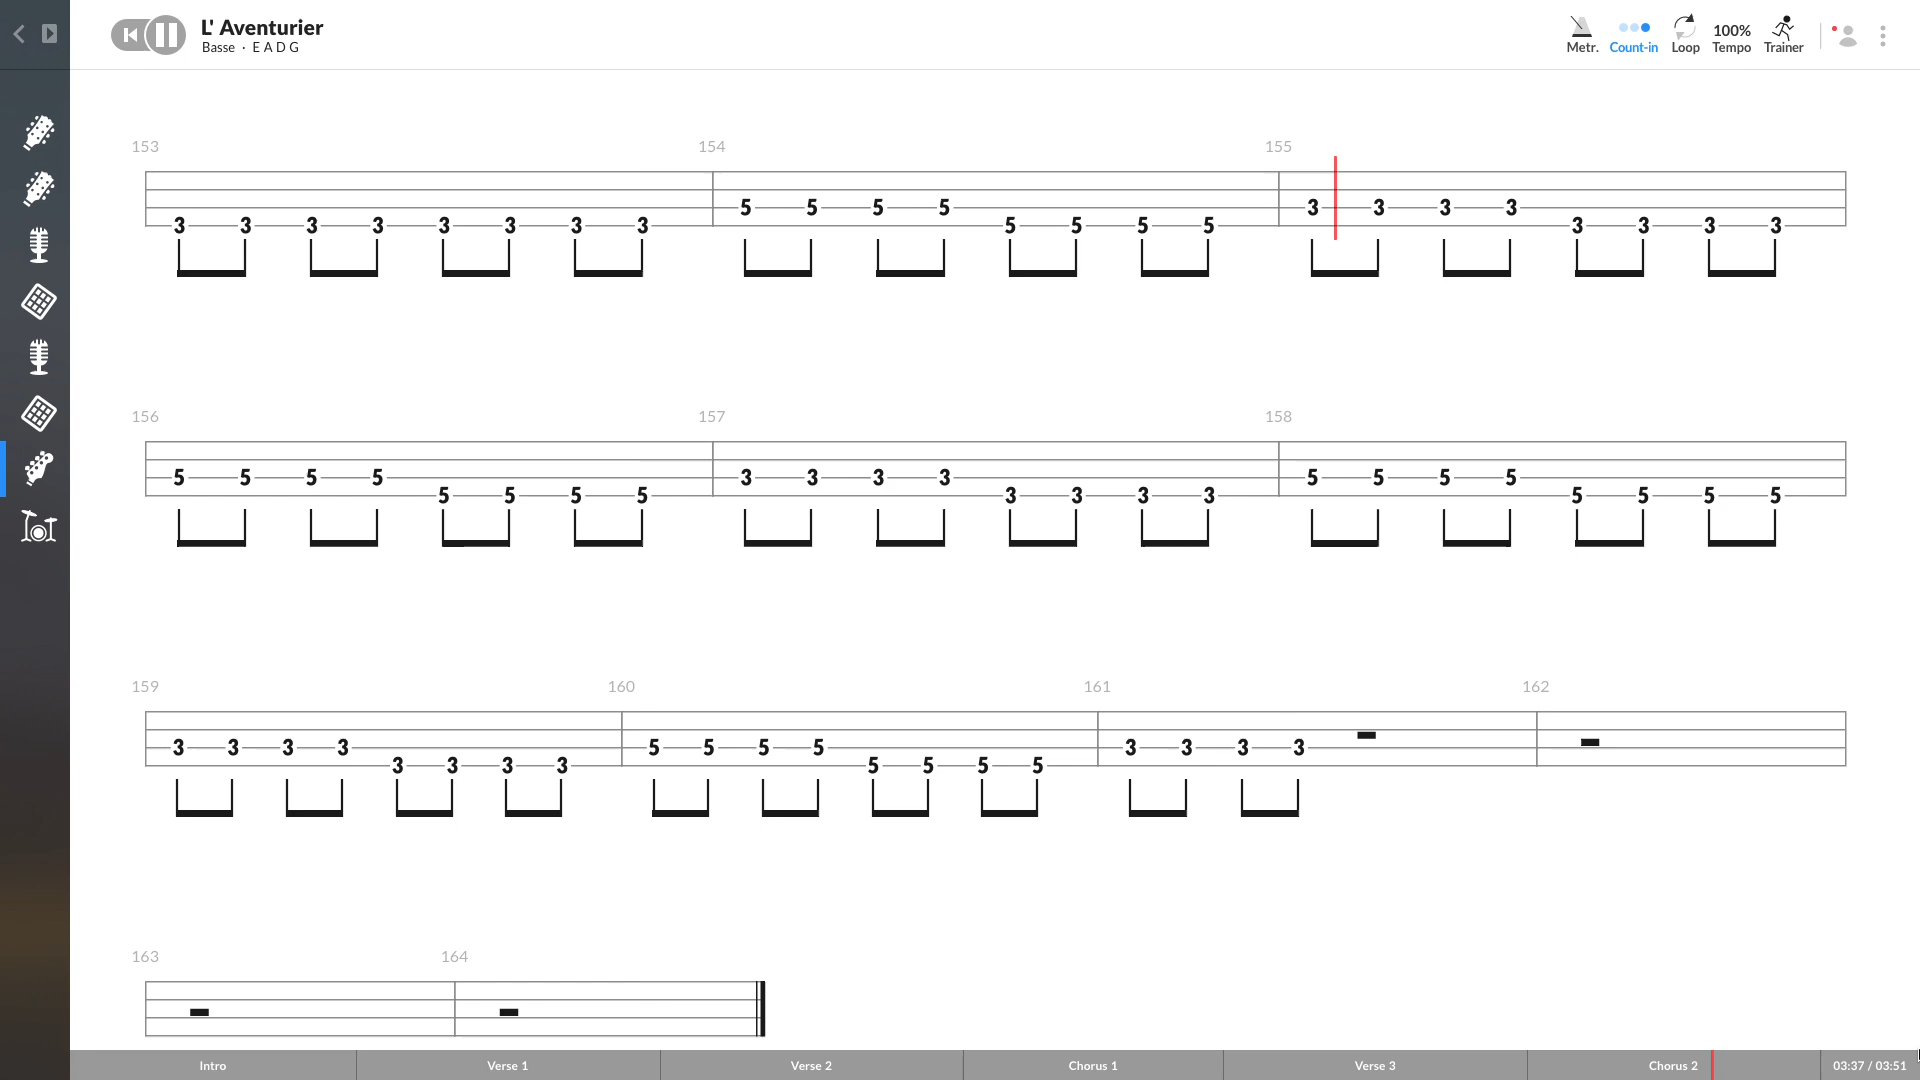 L' Aventurier
Basse · E A D G
Metr. Count-in Loop 100% Tempo Trainer
153 154 155
3 3 3 3 3 3 3 3 5 5 5 5 5 5 5 5 3 3 3 3 3 3 3 3
156 157 158
5 5 5 5 5 5 5 5 3 3 3 3 3 3 3 3 5 5 5 5 5 5 5 5
159 160 161 162
3 3 3 3 3 3 3 3 5 5 5 5 5 5 5 5 3 3 3 3
163 164
Intro Verse 1 Verse 2 Chorus 1 Verse 3 Chorus 2 03:37 / 03:51